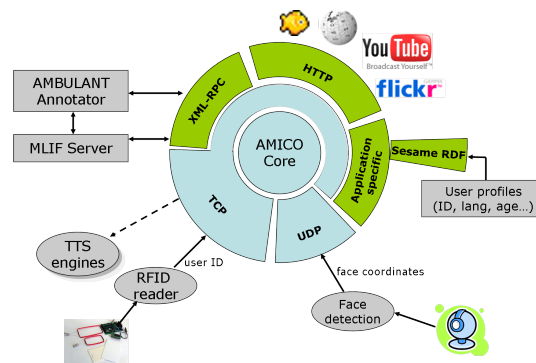 AMBULANT
Annotator
MLIF Server
XML-RPC
HTTP
YouTube
Broadcast Yourself™
flickr
AMICO
Core
Application
specific
Sesame RDF
User profiles
(ID, lang, age...)
TCP
UDP
TTS
engines
user ID
RFID
reader
face coordinates
Face
detection